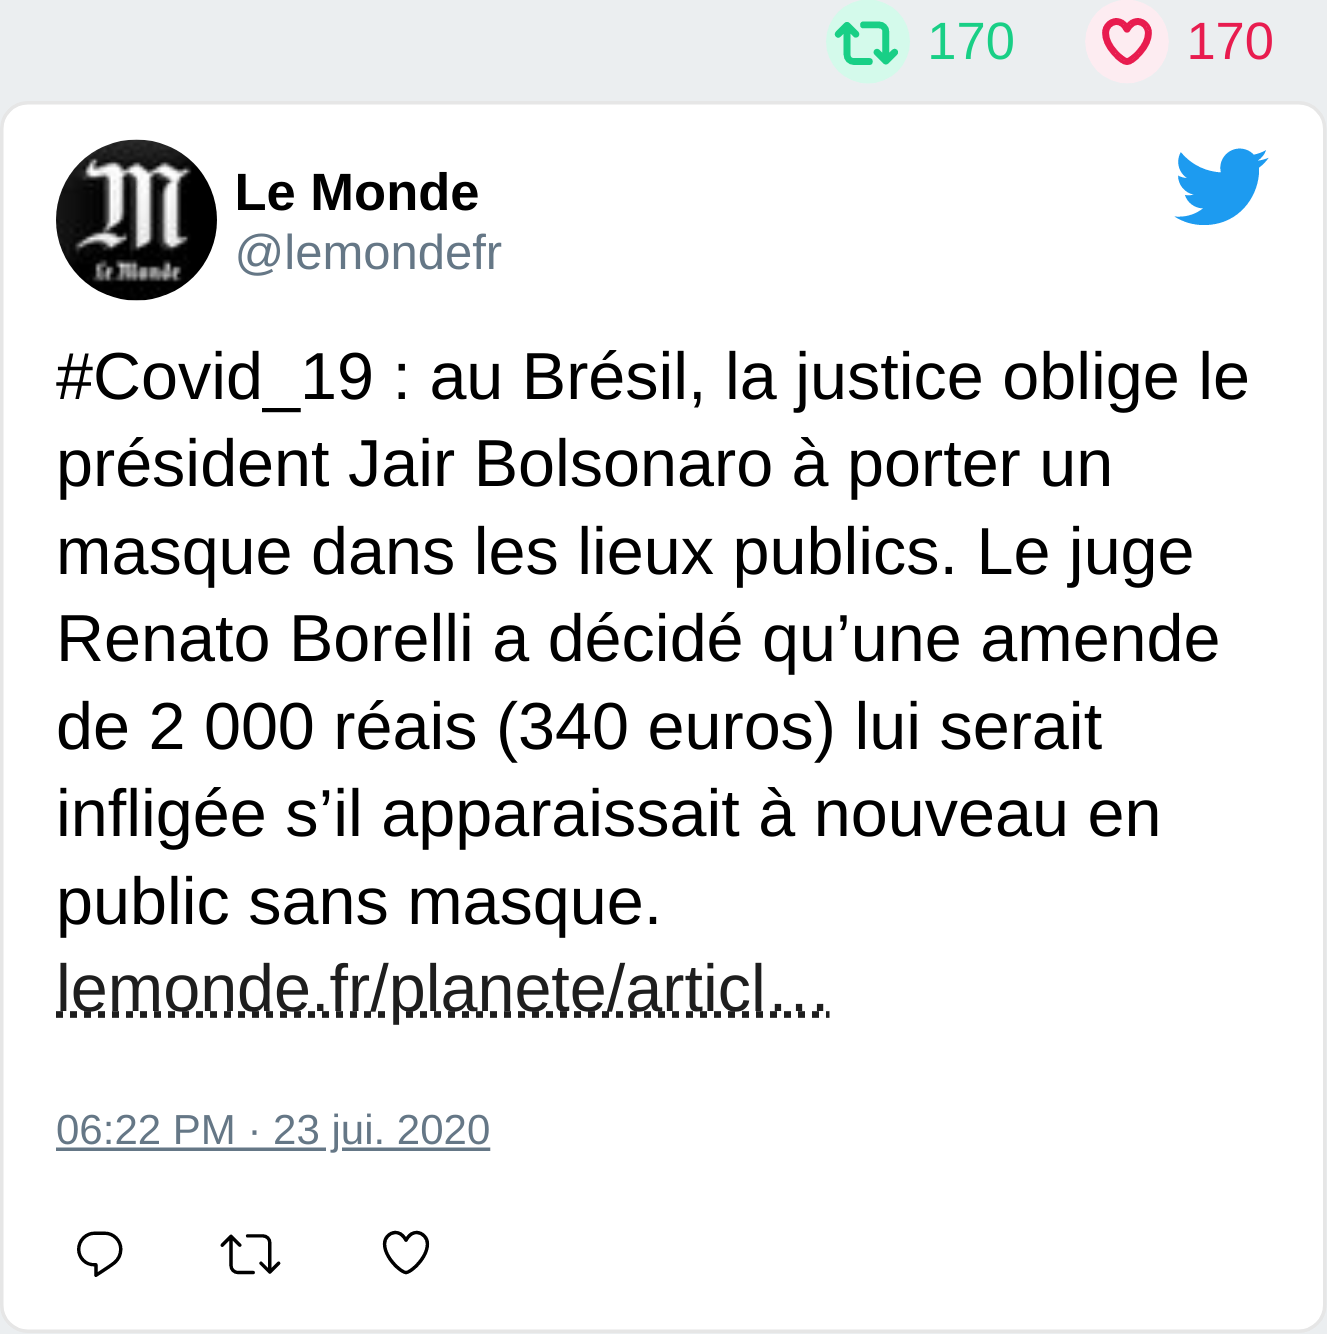 170 170
Le Monde
Le Monde
@lemondefr
#Covid_19 : au Brésil, la justice oblige le
président Jair Bolsonaro à porter un
masque dans les lieux publics. Le juge
Renato Borelli a décidé qu’une amende
de 2 000 réais (340 euros) lui serait
infligée s’il apparaissait à nouveau en
public sans masque.
lemonde.fr/planete/articl…
06:22 PM · 23 jui. 2020